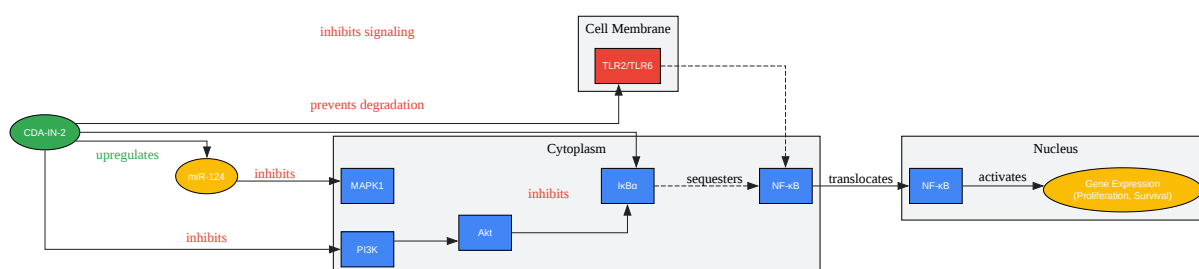 inhibits signaling
Cell Membrane
TLR2/TLR6
prevents degradation
CDA-IN-2
upregulates
miR-124
inhibits
Cytoplasm
MAPK1
inhibits
IκBα
sequesters
NF-κB
translocates
Nucleus
NF-κB
activates
Gene Expression
(Proliferation, Survival)
inhibits
PI3K
Akt